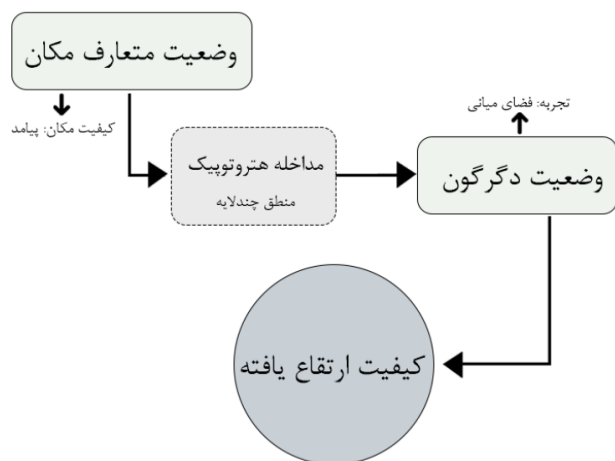 وضعیت متعارف مکان
کیفیت مکان: پیامد
مداخله هتروتوپیک
منطق چندلایه
تجربه: فضای میانی
وضعیت دگرگون
کیفیت ارتقاع یافته